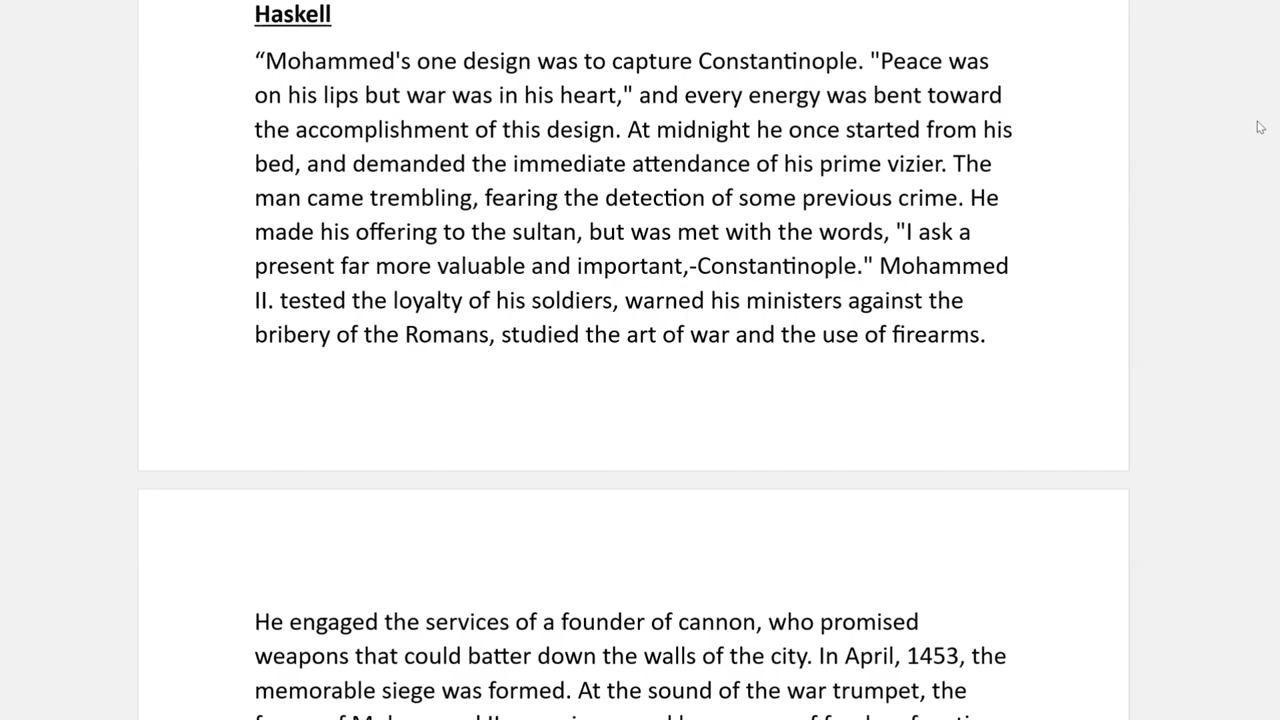 Haskell
“Mohammed's one design was to capture Constantinople. "Peace was
on his lips but war was in his heart," and every energy was bent toward
the accomplishment of this design. At midnight he once started from his
bed, and demanded the immediate attendance of his prime vizier. The
man came trembling, fearing the detection of some previous crime. He
made his offering to the sultan, but was met with the words, "I ask a
present far more valuable and important,-Constantinople." Mohammed
II. tested the loyalty of his soldiers, warned his ministers against the
bribery of the Romans, studied the art of war and the use of firearms.
He engaged the services of a founder of cannon, who promised
weapons that could batter down the walls of the city. In April, 1453, the
memorable siege was formed. At the sound of the war trumpet, the